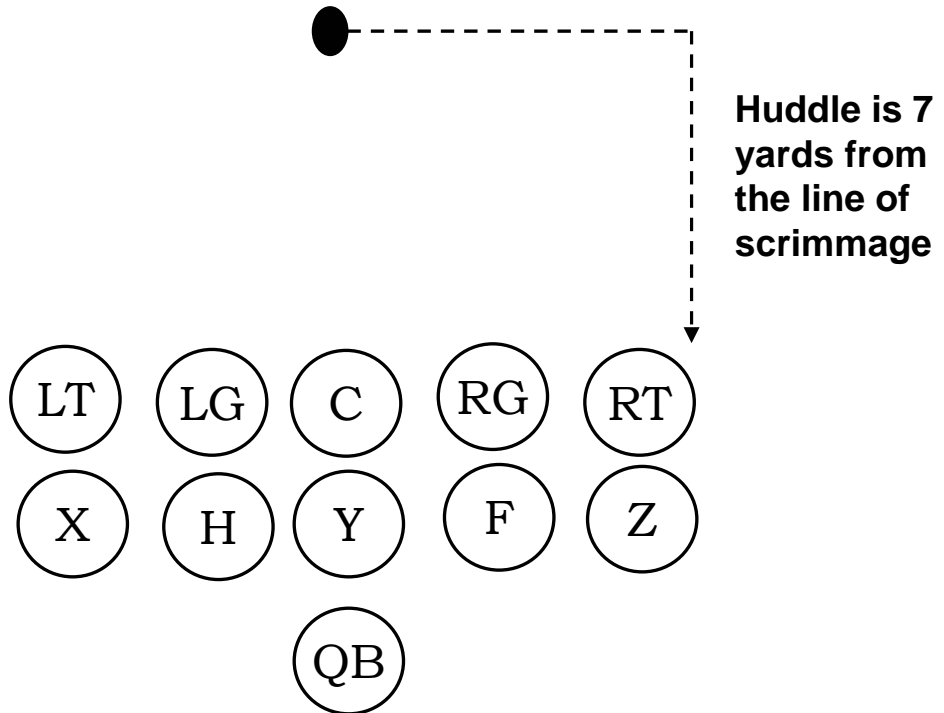 Huddle is 7
yards from
the line of
scrimmage
LT LG C RG RT
X H Y F Z
QB